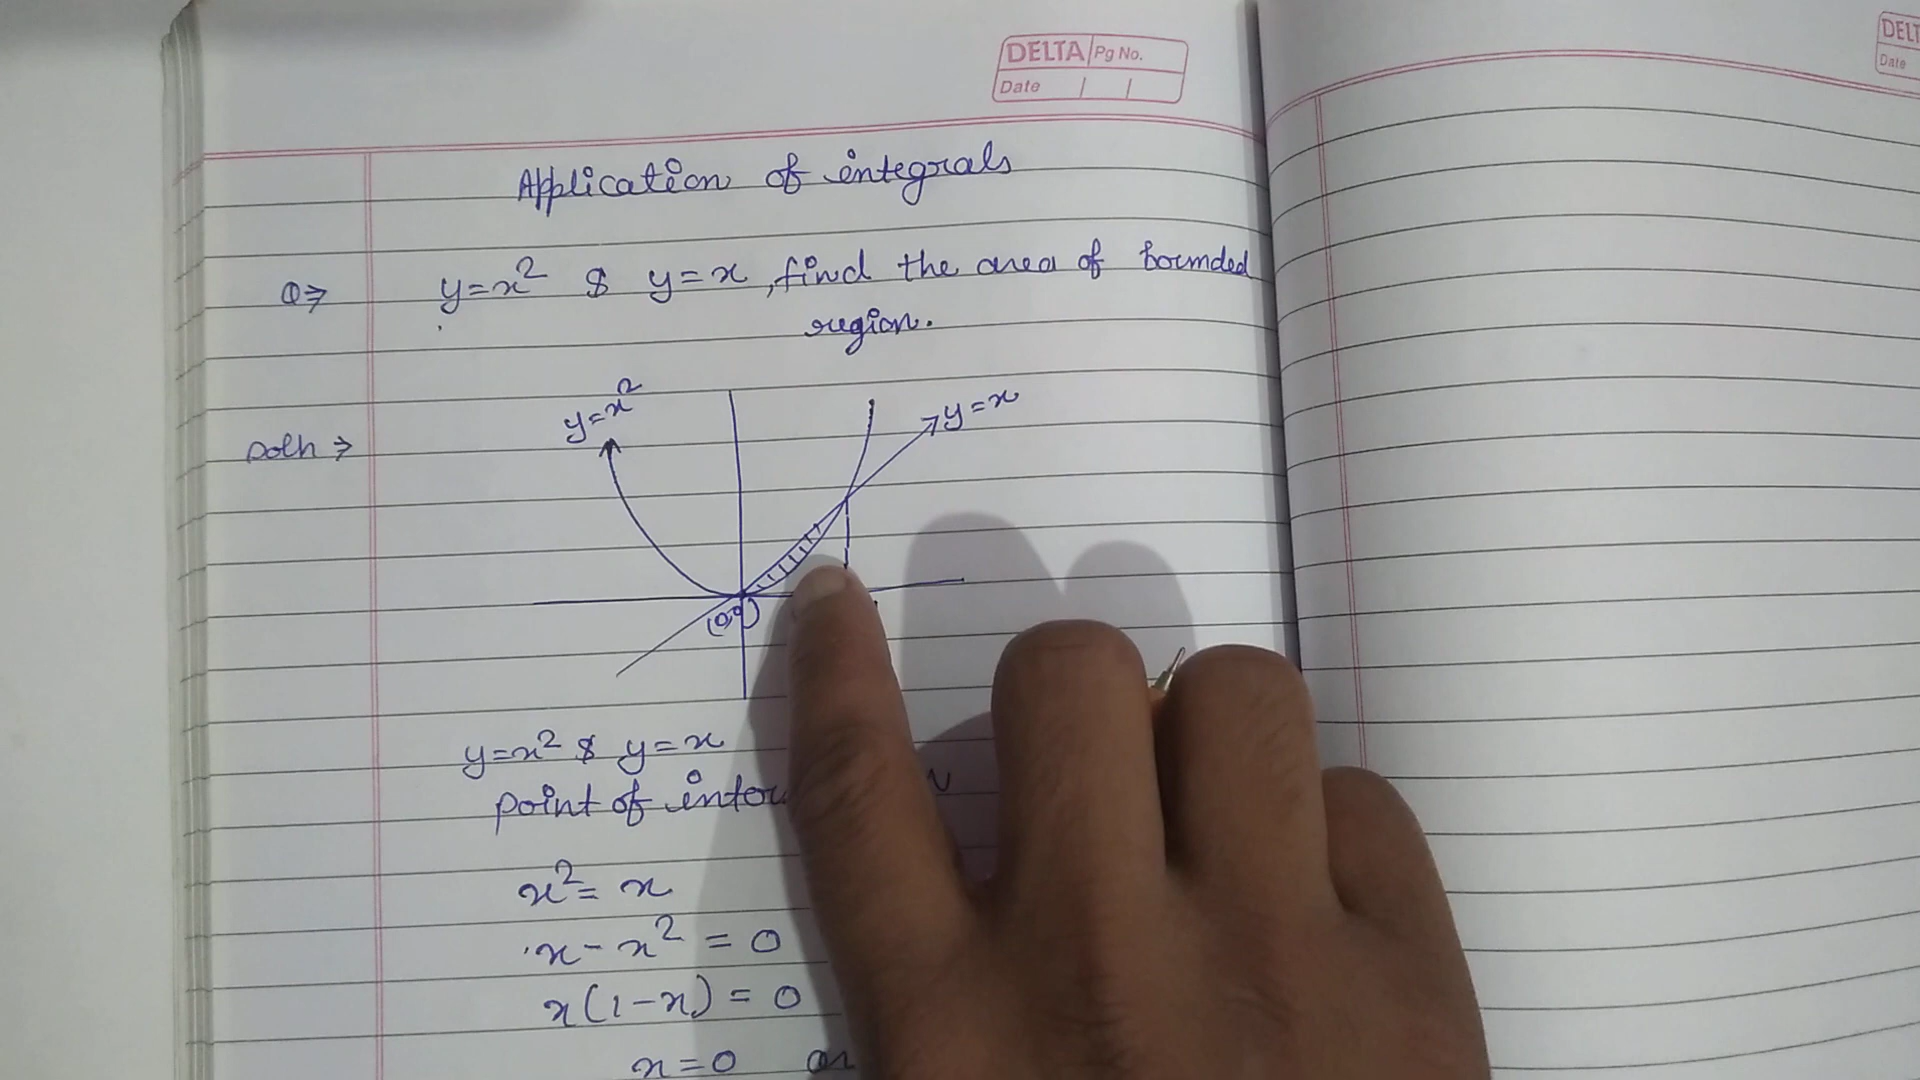 DELTA Pg No.
Date / /
DELT
Date
Application of integrals
Q⇒ y=x² & y=x, find the area of bounded
region.
Soln ⇒
y=x²
y=x
(0,0)
y=x² & y=x
point of
x²= x
x-x² = 0
x(1-x) = 0
x=0 or